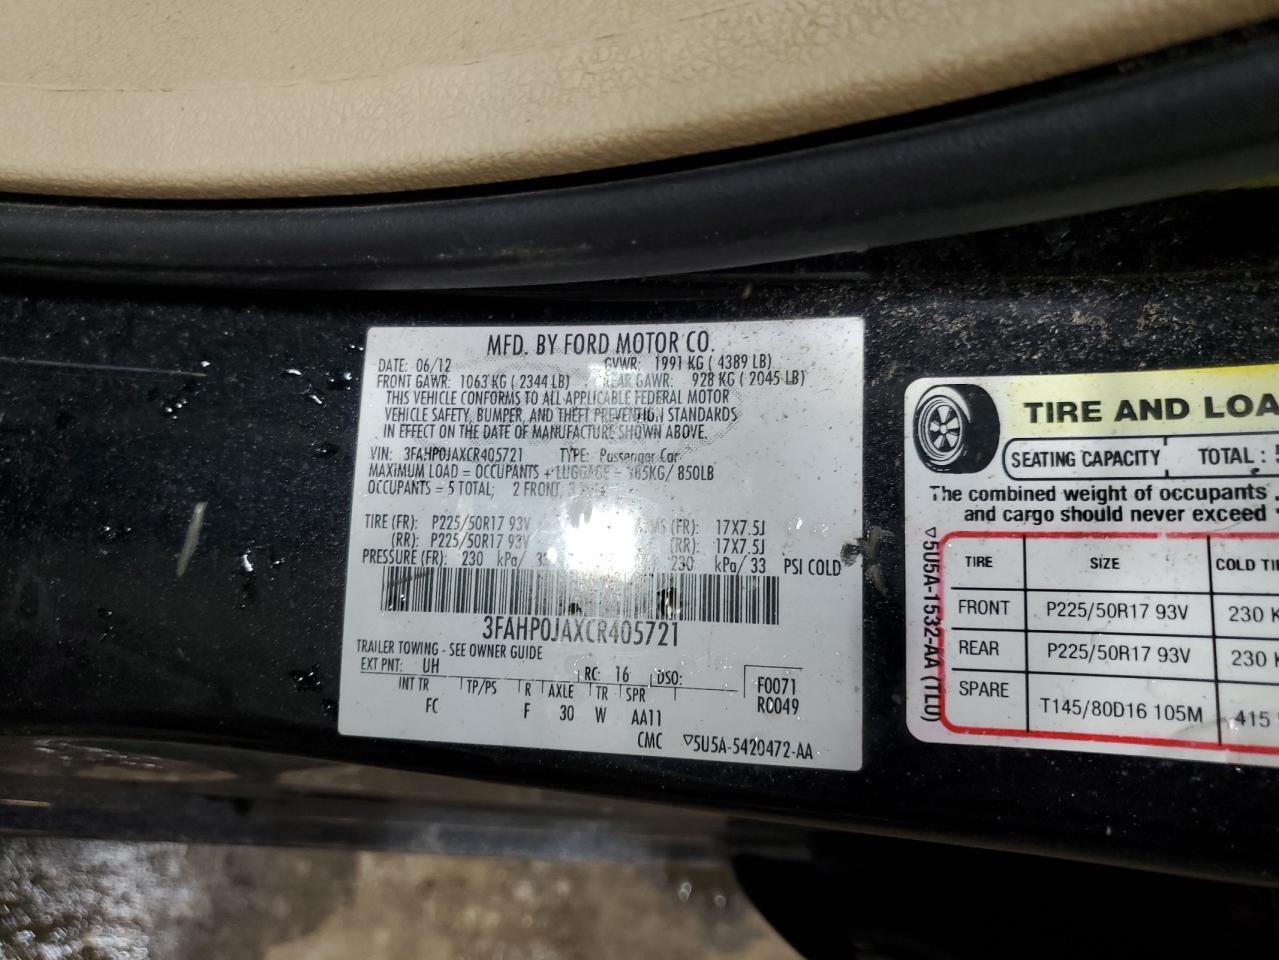 MFD. BY FORD MOTOR CO.
DATE: 06/12 GVWR: 1991 KG ( 4389 LB)
FRONT GAWR: 1063 KG ( 2344 LB) REAR GAWR: 928 KG ( 2045 LB)
THIS VEHICLE CONFORMS TO ALL APPLICABLE FEDERAL MOTOR
VEHICLE SAFETY, BUMPER, AND THEFT PREVENTION STANDARDS
IN EFFECT ON THE DATE OF MANUFACTURE SHOWN ABOVE.
VIN: 3FAHP0JAXCR405721 TYPE: Passenger Car
MAXIMUM LOAD = OCCUPANTS + LUGGAGE = 385KG/ 850LB
OCCUPANTS = 5 TOTAL; 2 FRONT,
TIRE (FR): P225/50R17 93V (FR): 17X7.5J
(RR): P225/50R17 93V (RR): 17X7.5J
PRESSURE (FR): 230 kPa/ 230 kPa/ 33 PSI COLD
3FAHP0JAXCR405721
TRAILER TOWING - SEE OWNER GUIDE
EXT PNT: UH RC: 16 DSO: F0071
INT TR TP/PS R AXLE TR SPR RC049
FC F 30 W AA11
CMC ▽5U5A-5420472-AA
TIRE AND LOA
SEATING CAPACITY TOTAL : 5
The combined weight of occupants
and cargo should never exceed
TIRE SIZE COLD TI
FRONT P225/50R17 93V 230 K
REAR P225/50R17 93V 230
SPARE T145/80D16 105M 415
▽5U5A-1532-AA (TLU)